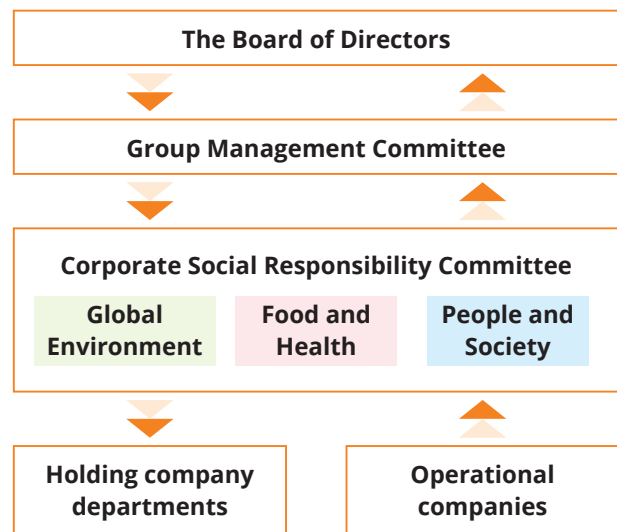 The Board of Directors
Group Management Committee
Corporate Social Responsibility Committee
Global
Environment
Food and
Health
People and
Society
Holding company
departments
Operational
companies